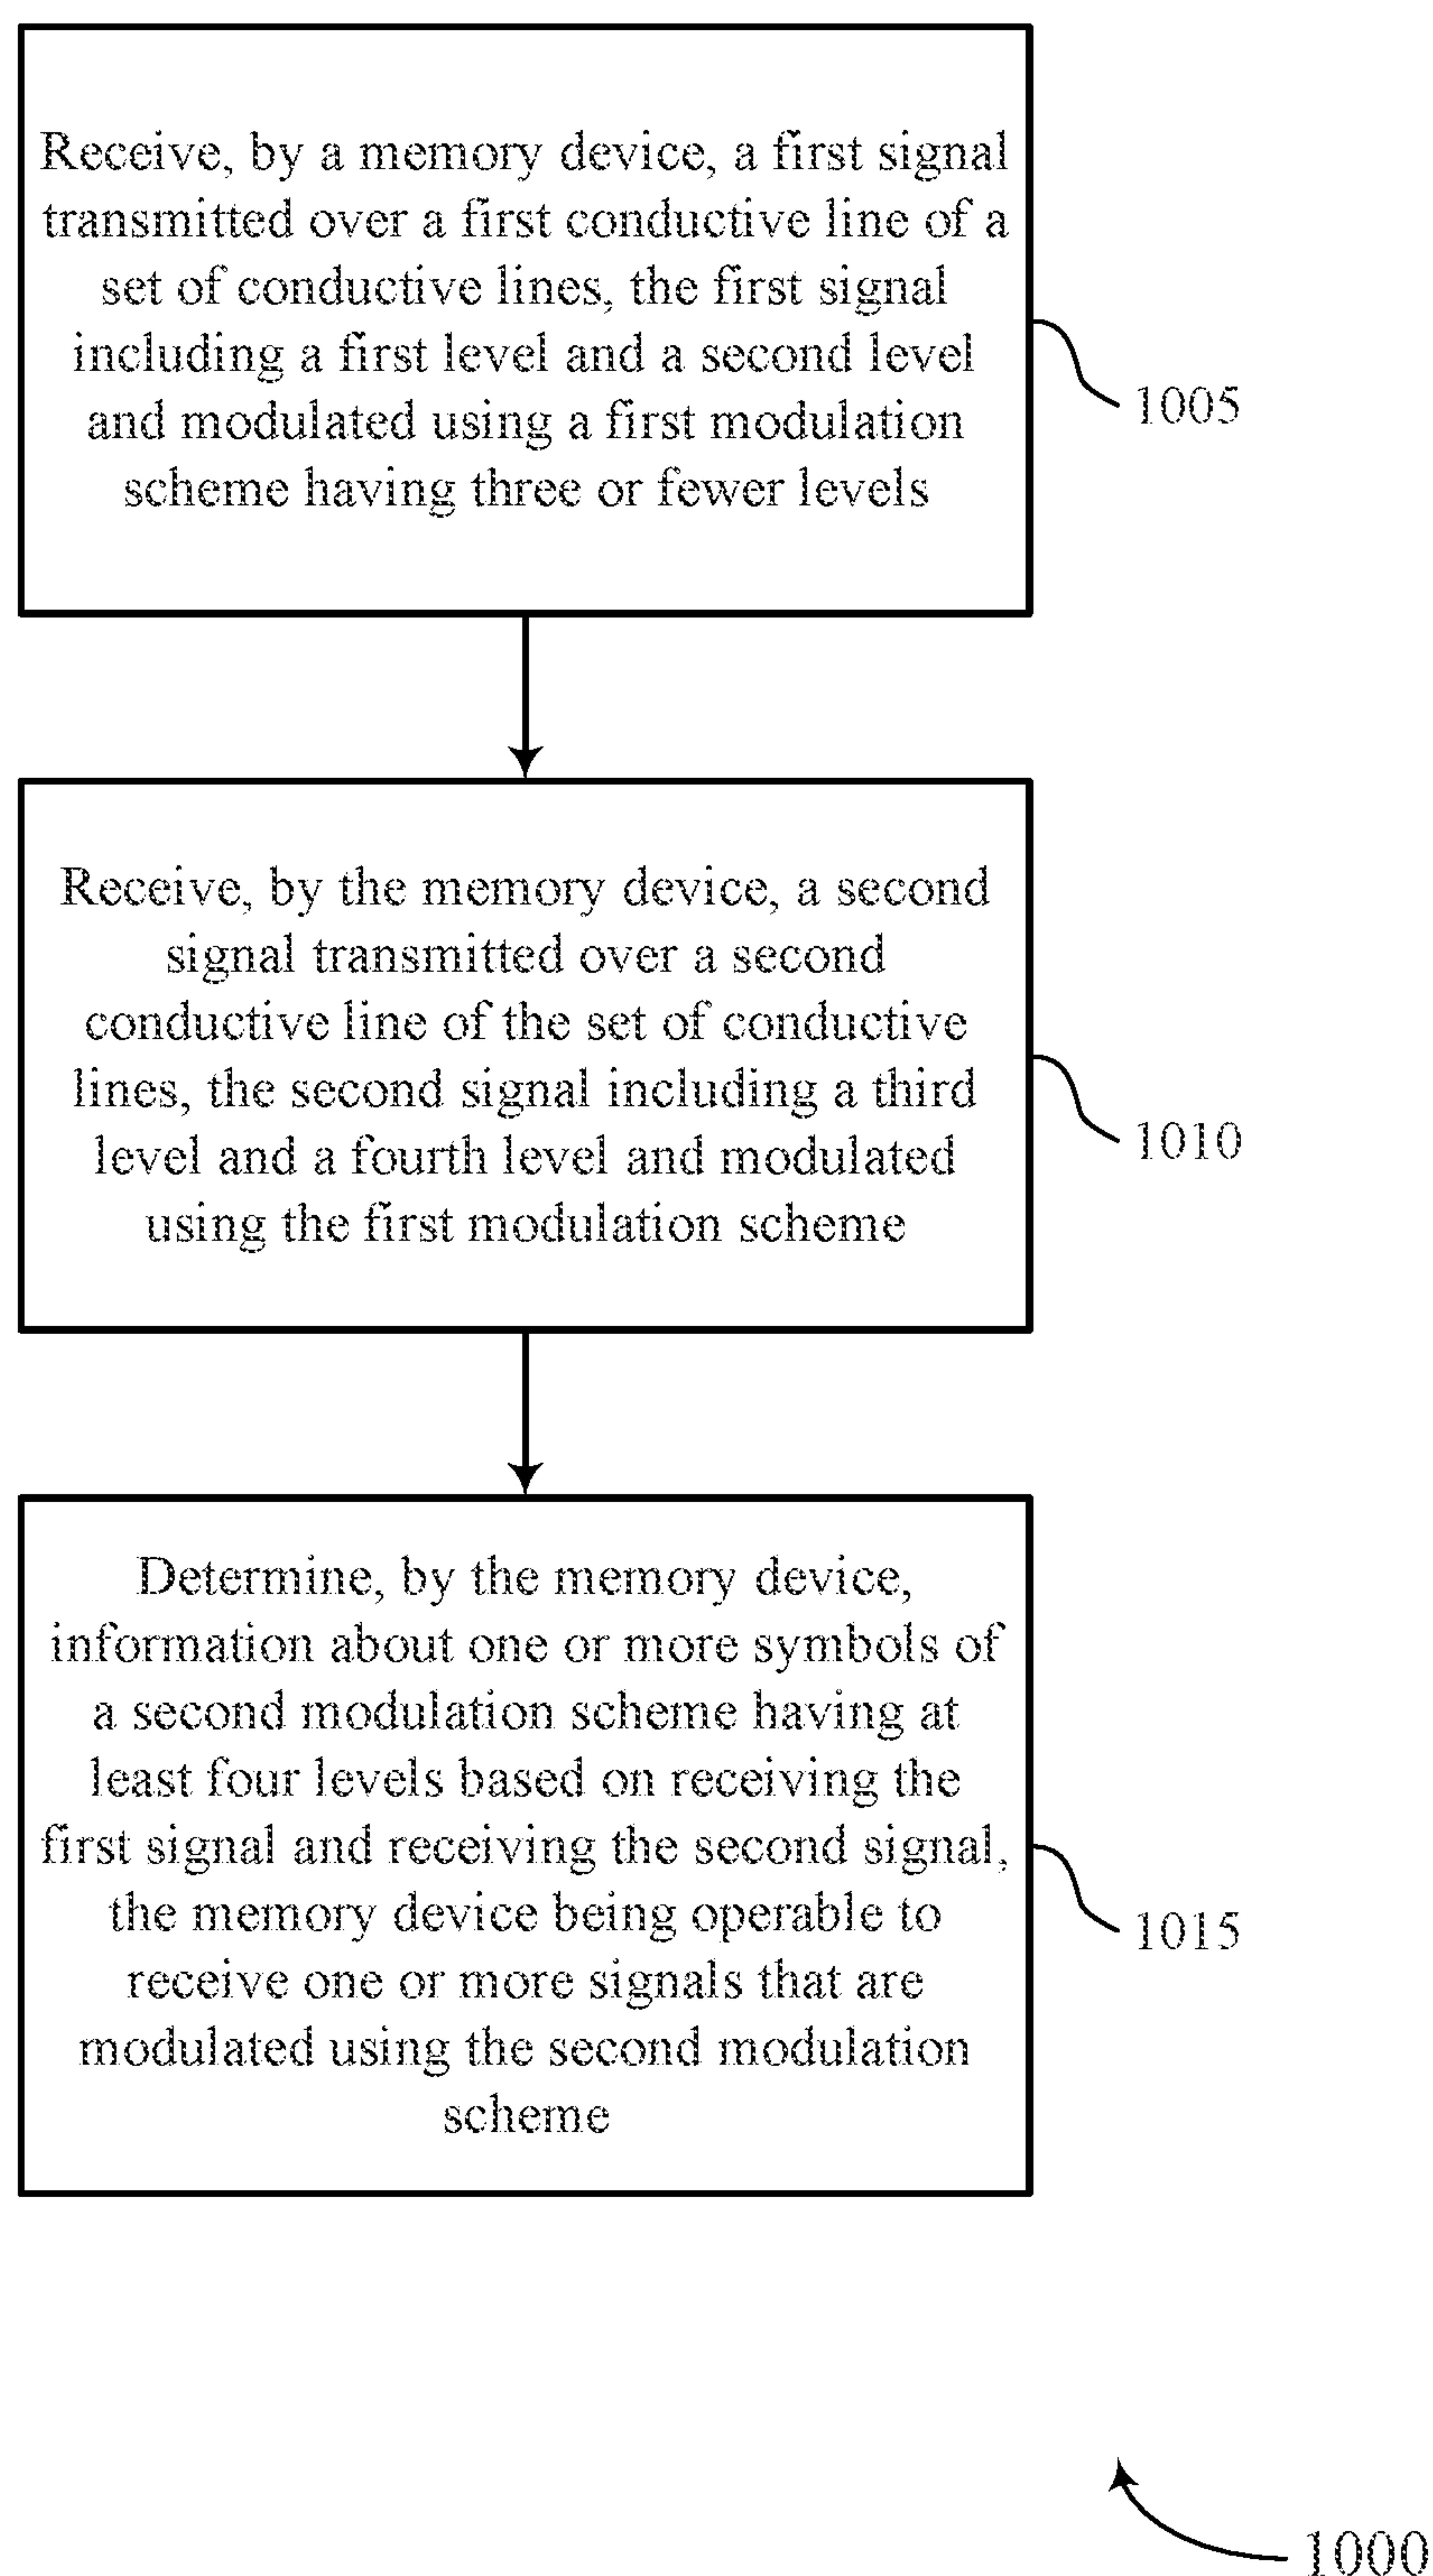 Receive, by a memory device, a first signal
transmitted over a first conductive line of a
set of conductive lines, the first signal
including a first level and a second level
and modulated using a first modulation
scheme having three or fewer levels
1005
Receive, by the memory device, a second
signal transmitted over a second
conductive line of the set of conductive
lines, the second signal including a third
level and a fourth level and modulated
using the first modulation scheme
1010
Determine, by the memory device,
information about one or more symbols of
a second modulation scheme having at
least four levels based on receiving the
first signal and receiving the second signal,
the memory device being operable to
receive one or more signals that are
modulated using the second modulation
scheme
1015
1000